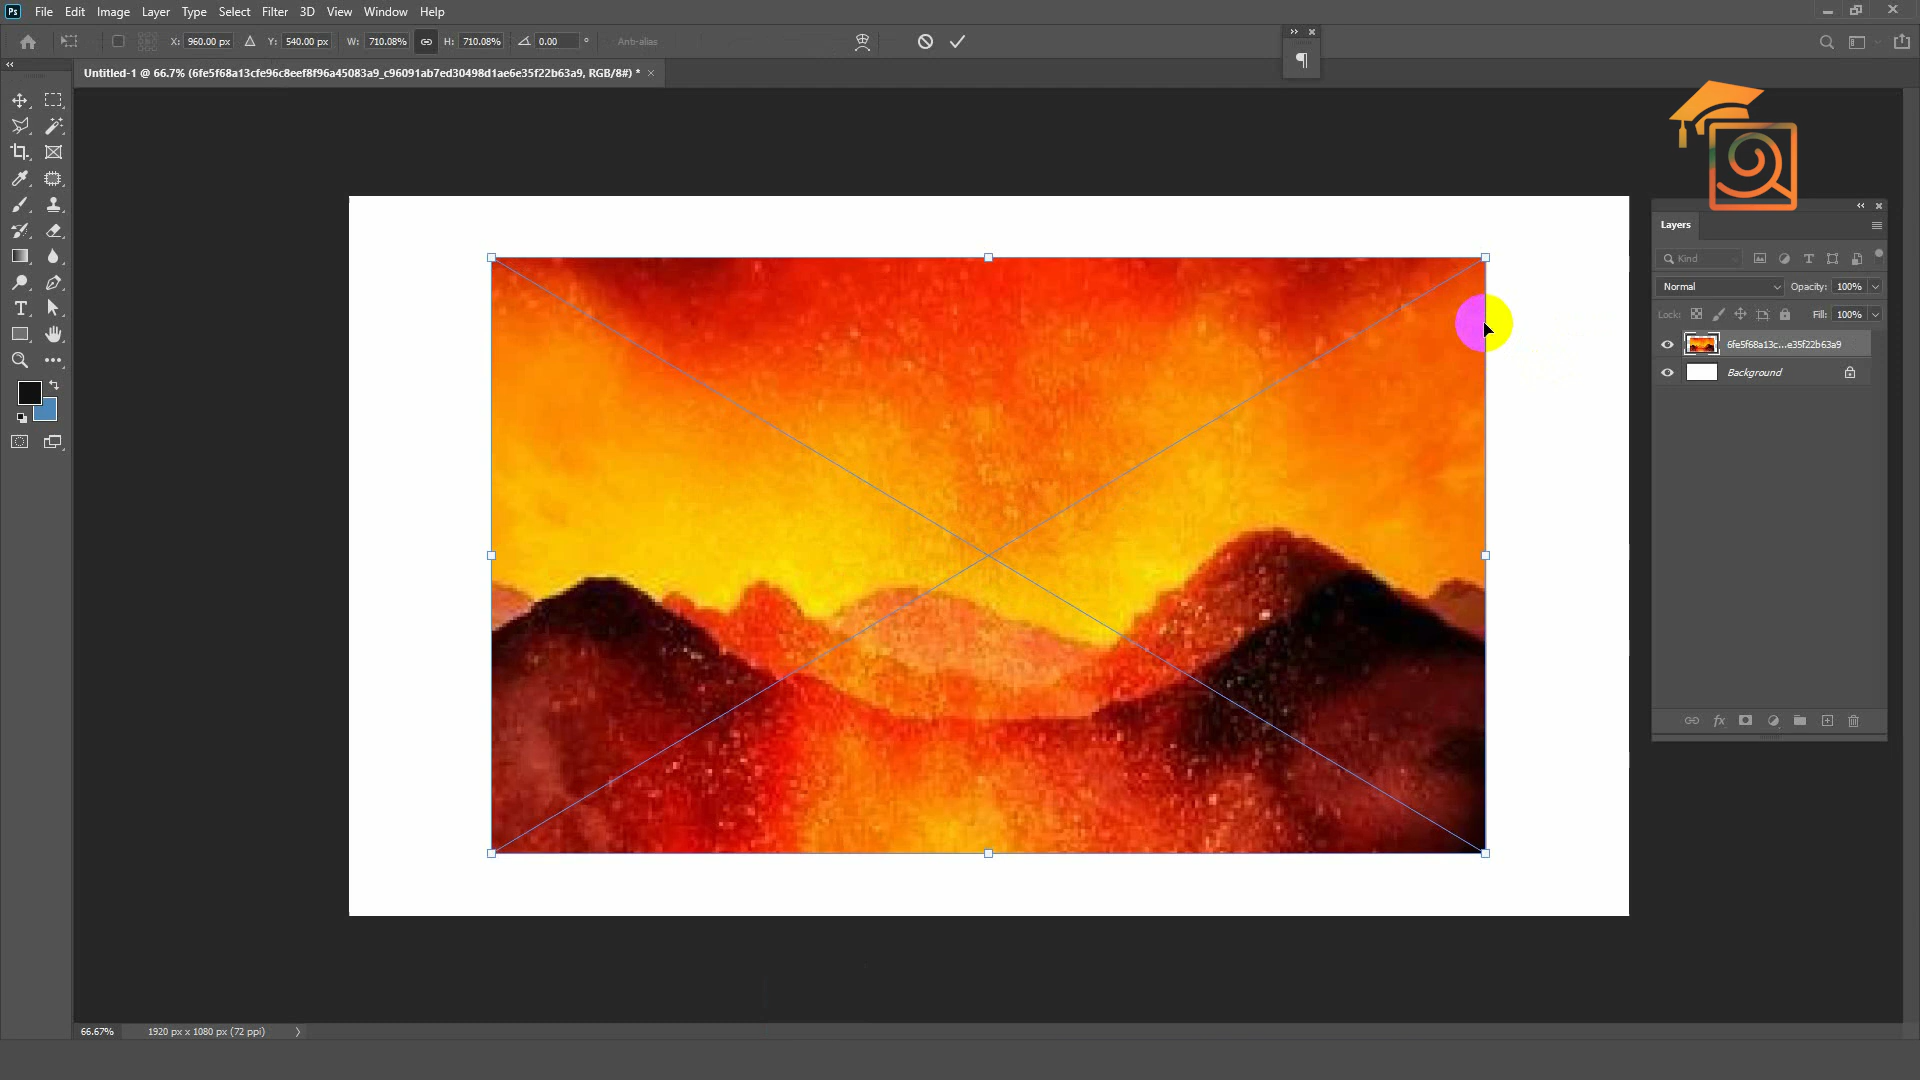 Ps File Edit Image Layer Type Select Filter 3D View Window Help
X: 960.00 px Y: 540.00 px W: 710.08% H: 710.08% 0.00 ° Anti-alias
Untitled-1 @ 66.7% (6fe5f68a13cfe96c8eef8f96a45083a9_c96091ab7ed30498d1ae6e35f22b63a9, RGB/8#) *
Layers
Kind
Normal Opacity: 100%
Lock: Fill: 100%
6fe5f68a13c...e35f22b63a9
Background
66.67% 1920 px x 1080 px (72 ppi)